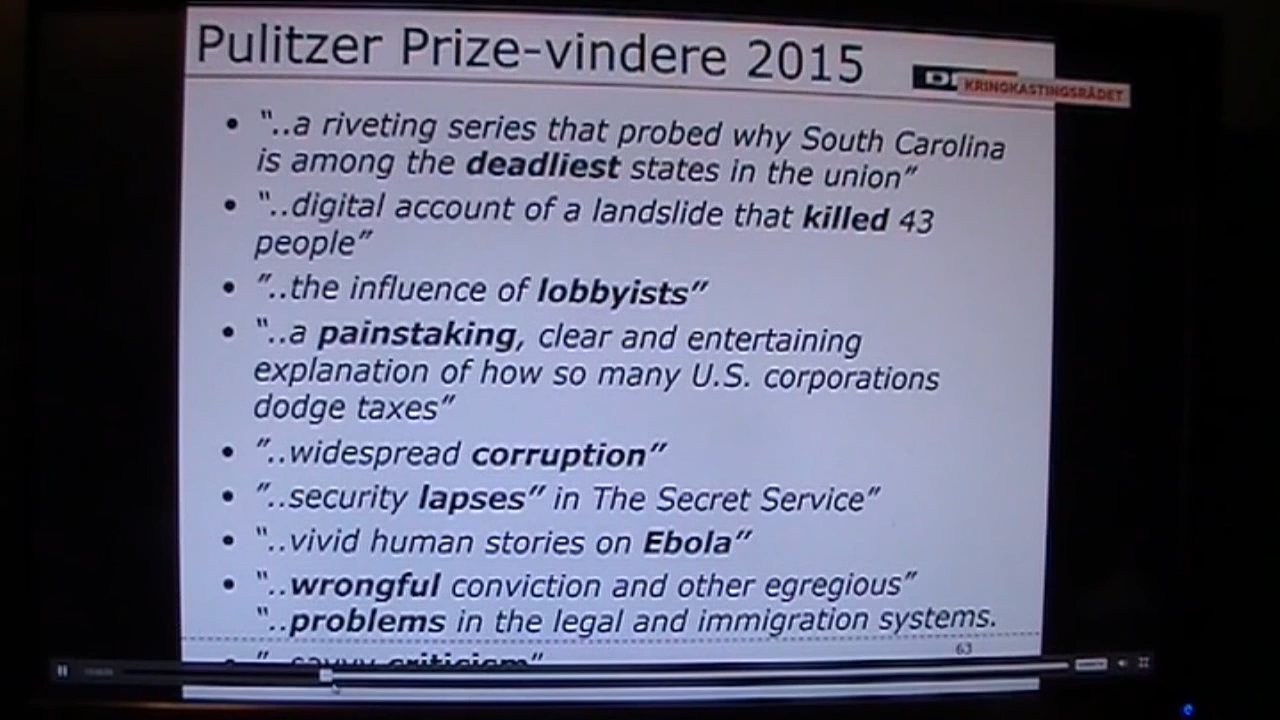 Pulitzer Prize-vindere 2015
DR
KRINGKASTINGSRÅDET
• “..a riveting series that probed why South Carolina
is among the deadliest states in the union”
• “..digital account of a landslide that killed 43
people”
• ”..the influence of lobbyists”
• “..a painstaking, clear and entertaining
explanation of how so many U.S. corporations
dodge taxes”
• ”..widespread corruption”
• ”..security lapses” in The Secret Service”
• “..vivid human stories on Ebola”
• “..wrongful conviction and other egregious”
“..problems in the legal and immigration systems.
63
• ”..savvy criticism”